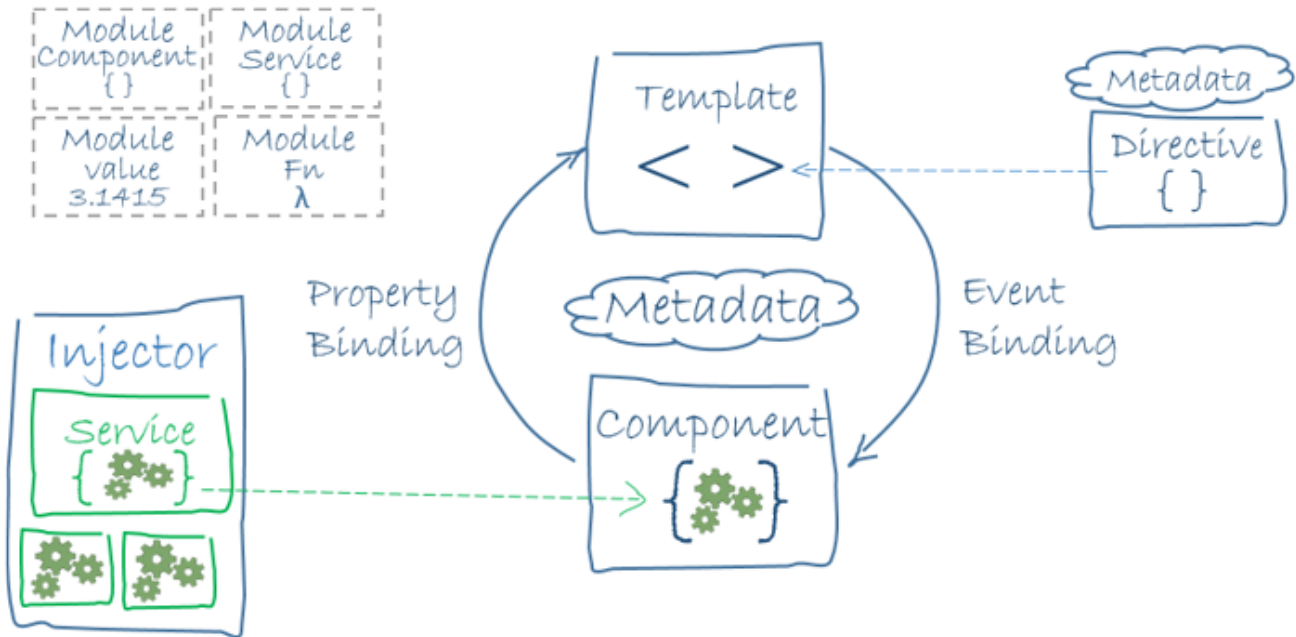 Module
Component
{ }
Module
Service
{ }
Module
value
3.1415
Module
Fn
λ
Template
< >
Metadata
Directive
{ }
Property
Binding
Metadata
Event
Binding
Injector
Service
{ }
Component
{ }